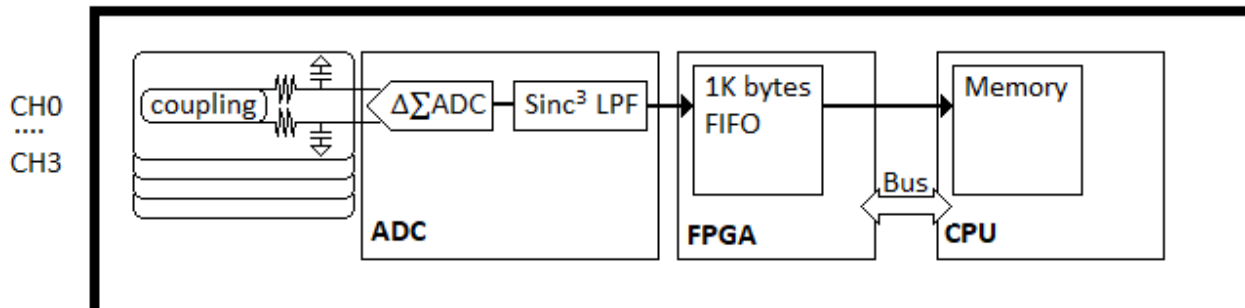 CH0
....
CH3
coupling
ΔΣADC
Sinc³ LPF
1K bytes
FIFO
Memory
Bus
ADC
FPGA
CPU